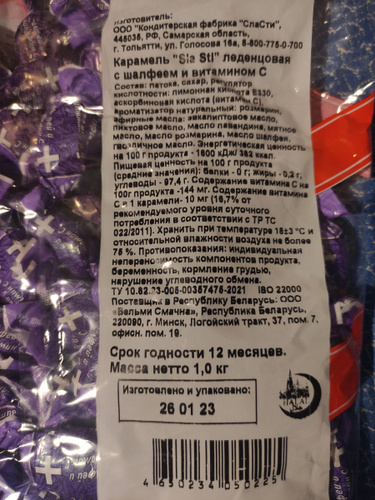 Изготовитель:
ООО "Кондитерская фабрика "СлаСти",
445035, РФ, Самарская область,
г. Тольятти, ул. Голосова 16а, 8-800-775-0-700
Карамель "Sla Sti" леденцовая
с шалфеем и витамином С
Состав: патока, сахар, регулятор
кислотности: лимонная кислота Е330,
аскорбиновая кислота (витамин С),
ароматизатор натуральный: розмарин,
эфирные масла: эвкалиптовое масло,
пихтовое масло, масло лаванды, мятное
масло, масло розмарина, масло шалфея,
гвоздичное масло. Энергетическая ценность
на 100 г продукта - 1600 кДж/ 382 ккал.
Пищевая ценность на 100 г продукта
(средние значения): белки - 0 г; жиры - 0,2 г,
углеводы - 97,4 г. Содержание витамина С на
100г продукта -144 мг. Содержание витамина
С в 1 карамели- 10 мг (16,7% от
рекомендуемого уровня суточного
потребления в соответствии с ТР ТС
022/2011). Хранить при температуре 18±3 °С и
относительной влажности воздуха не более
75 %. Противопоказания: индивидуальная
непереносимость компонентов продукта,
беременность, кормление грудью,
нарушение углеводного обмена.
ТУ 10.82.23-006-00357475-2021 ISO 22000
Поставщик в Республику Беларусь: ООО
«Вельми Смачна», Республика Беларусь,
220090, г. Минск, Логойский тракт, 37, пом. 7,
офисн. пом. 19.
Срок годности 12 месяцев.
Масса нетто 1,0 кг
Изготовлено и упаковано:
26 01 23
HALAL
4 650234 050225